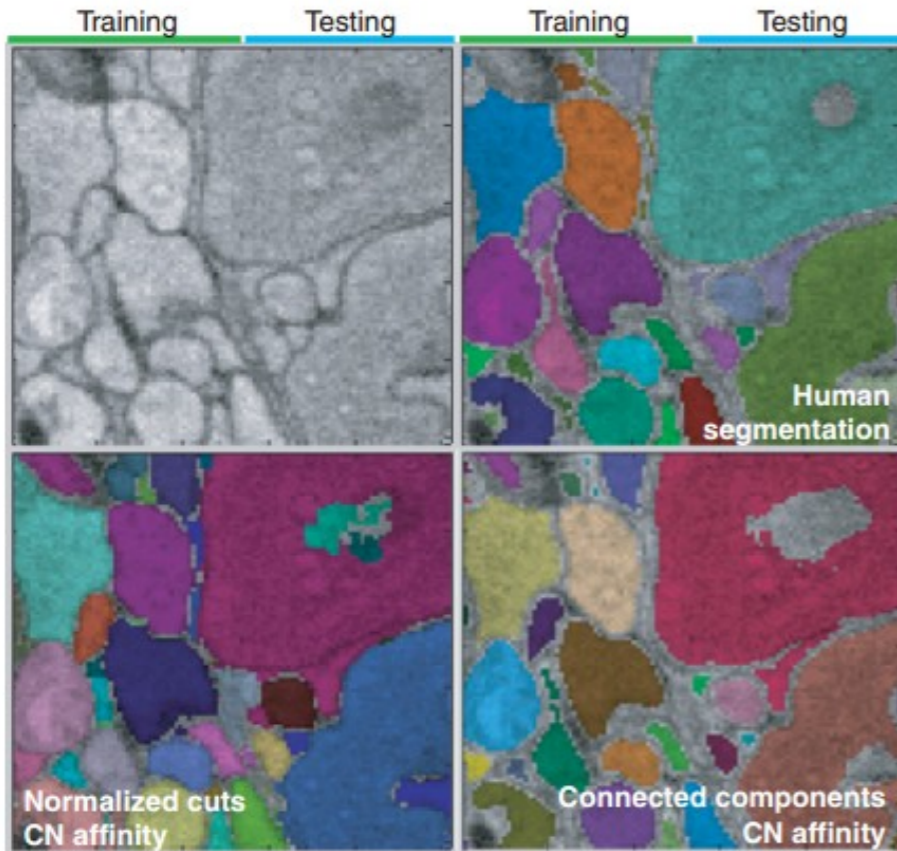 Training Testing Training Testing
Human
segmentation
Normalized cuts
CN affinity
Connected components
CN affinity